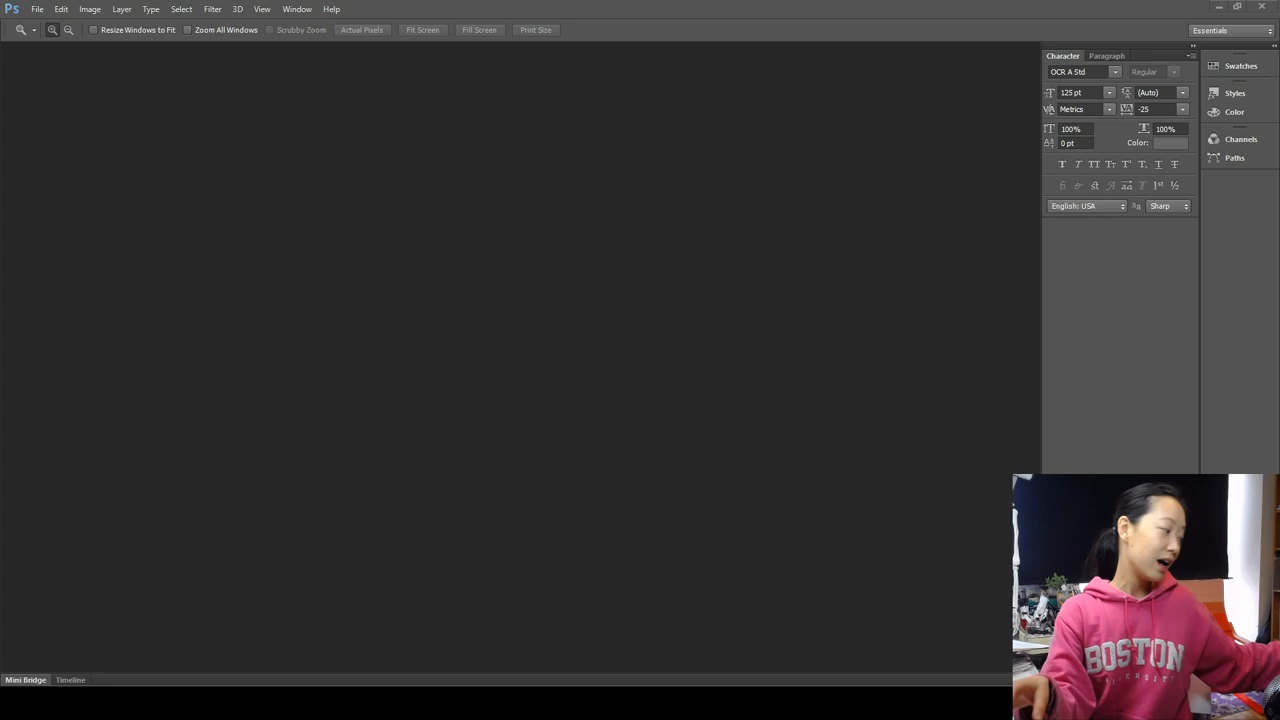 Ps File Edit Image Layer Type Select Filter 3D View Window Help
Resize Windows to Fit Zoom All Windows Scrubby Zoom Actual Pixels Fit Screen Fill Screen Print Size Essentials
Character Paragraph
OCR A Std Regular
125 pt (Auto)
Metrics -25
100% 100%
0 pt Color:
English: USA Sharp
Swatches
Styles
Color
Channels
Paths
BOSTON
UNIVERSITY
Mini Bridge Timeline